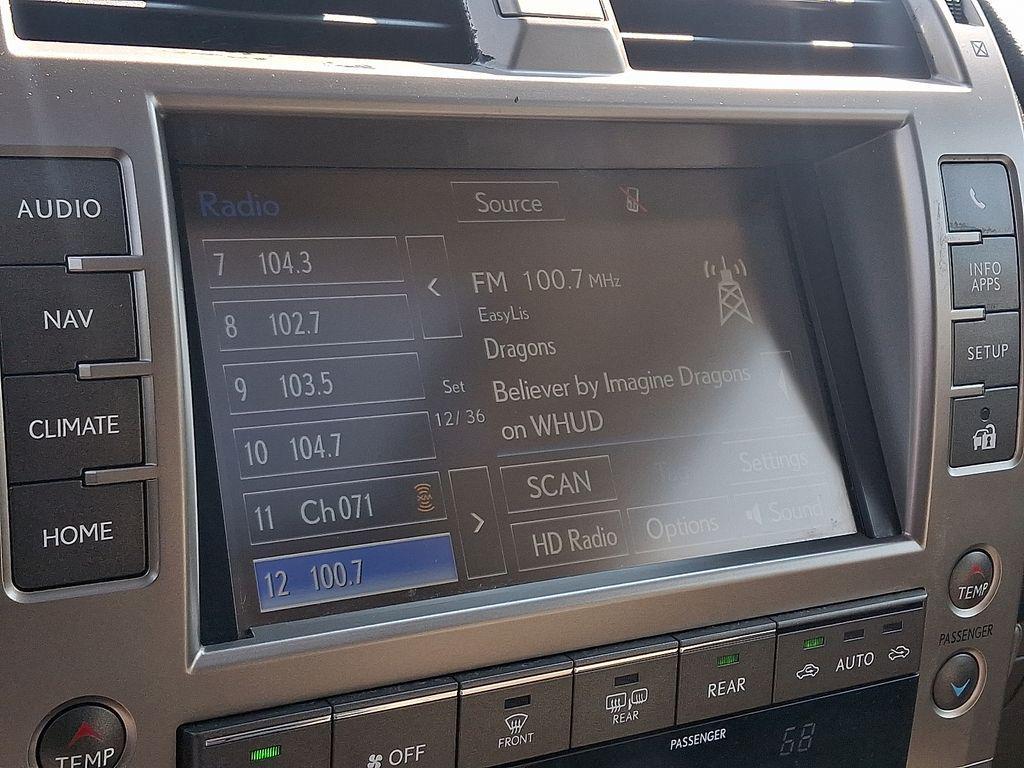 AUDIO
NAV
CLIMATE
HOME
Radio
Source
7 104.3
8 102.7
9 103.5
10 104.7
11 Ch071
XM
12 100.7
Set
12/36
FM 100.7 MHz
EasyLis
Dragons
Believer by Imagine Dragons
on WHUD
SCAN
Settings
HD Radio
Options
Sound
INFO
APPS
SETUP
TEMP
PASSENGER
TEMP
OFF
FRONT
REAR
REAR
AUTO
PASSENGER
68